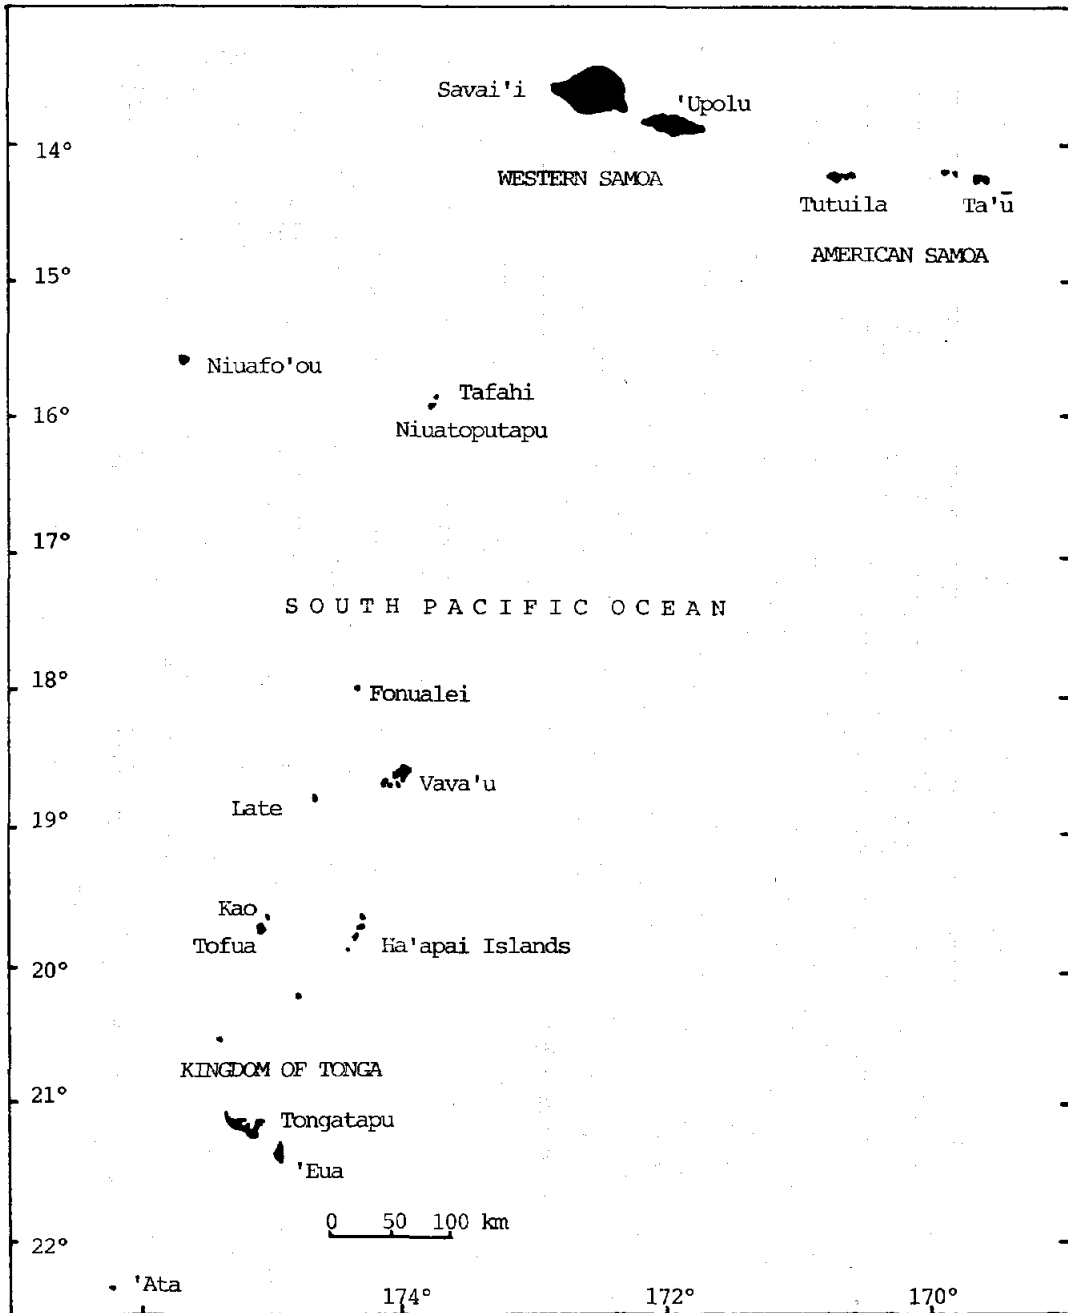 Savai'i
'Upolu
14°
WESTERN SAMOA
Tutuila
Ta'ū
AMERICAN SAMOA
15°
Niuafo'ou
Tafahi
16°
Niuatoputapu
17°
SOUTH PACIFIC OCEAN
18°
Fonualei
Vava'u
Late
19°
Kao
Tofua
Ha'apai Islands
20°
KINGDOM OF TONGA
21°
Tongatapu
'Eua
0 50 100 km
22°
'Ata
174°
172°
170°